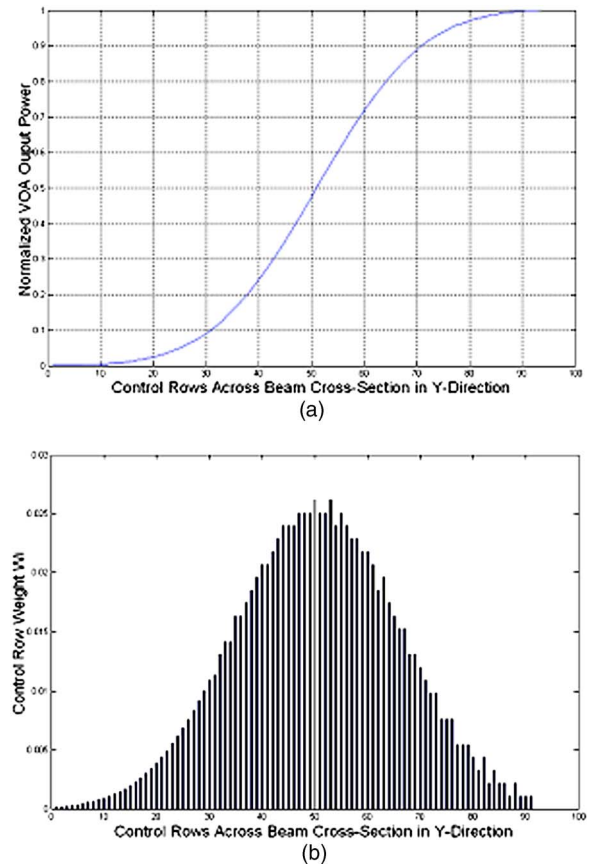 1
0.9
0.8
0.7
0.6
0.5
0.4
0.3
0.2
0.1
0
Normalized VOA Ouput Power
0 10 20 30 40 50 60 70 80 90 100
Control Rows Across Beam Cross-Section in Y-Direction
(a)
0.03
0.025
0.02
0.015
0.01
0.005
0
Control Row Weight Wi
0 10 20 30 40 50 60 70 80 90 100
Control Rows Across Beam Cross-Section in Y-Direction
(b)